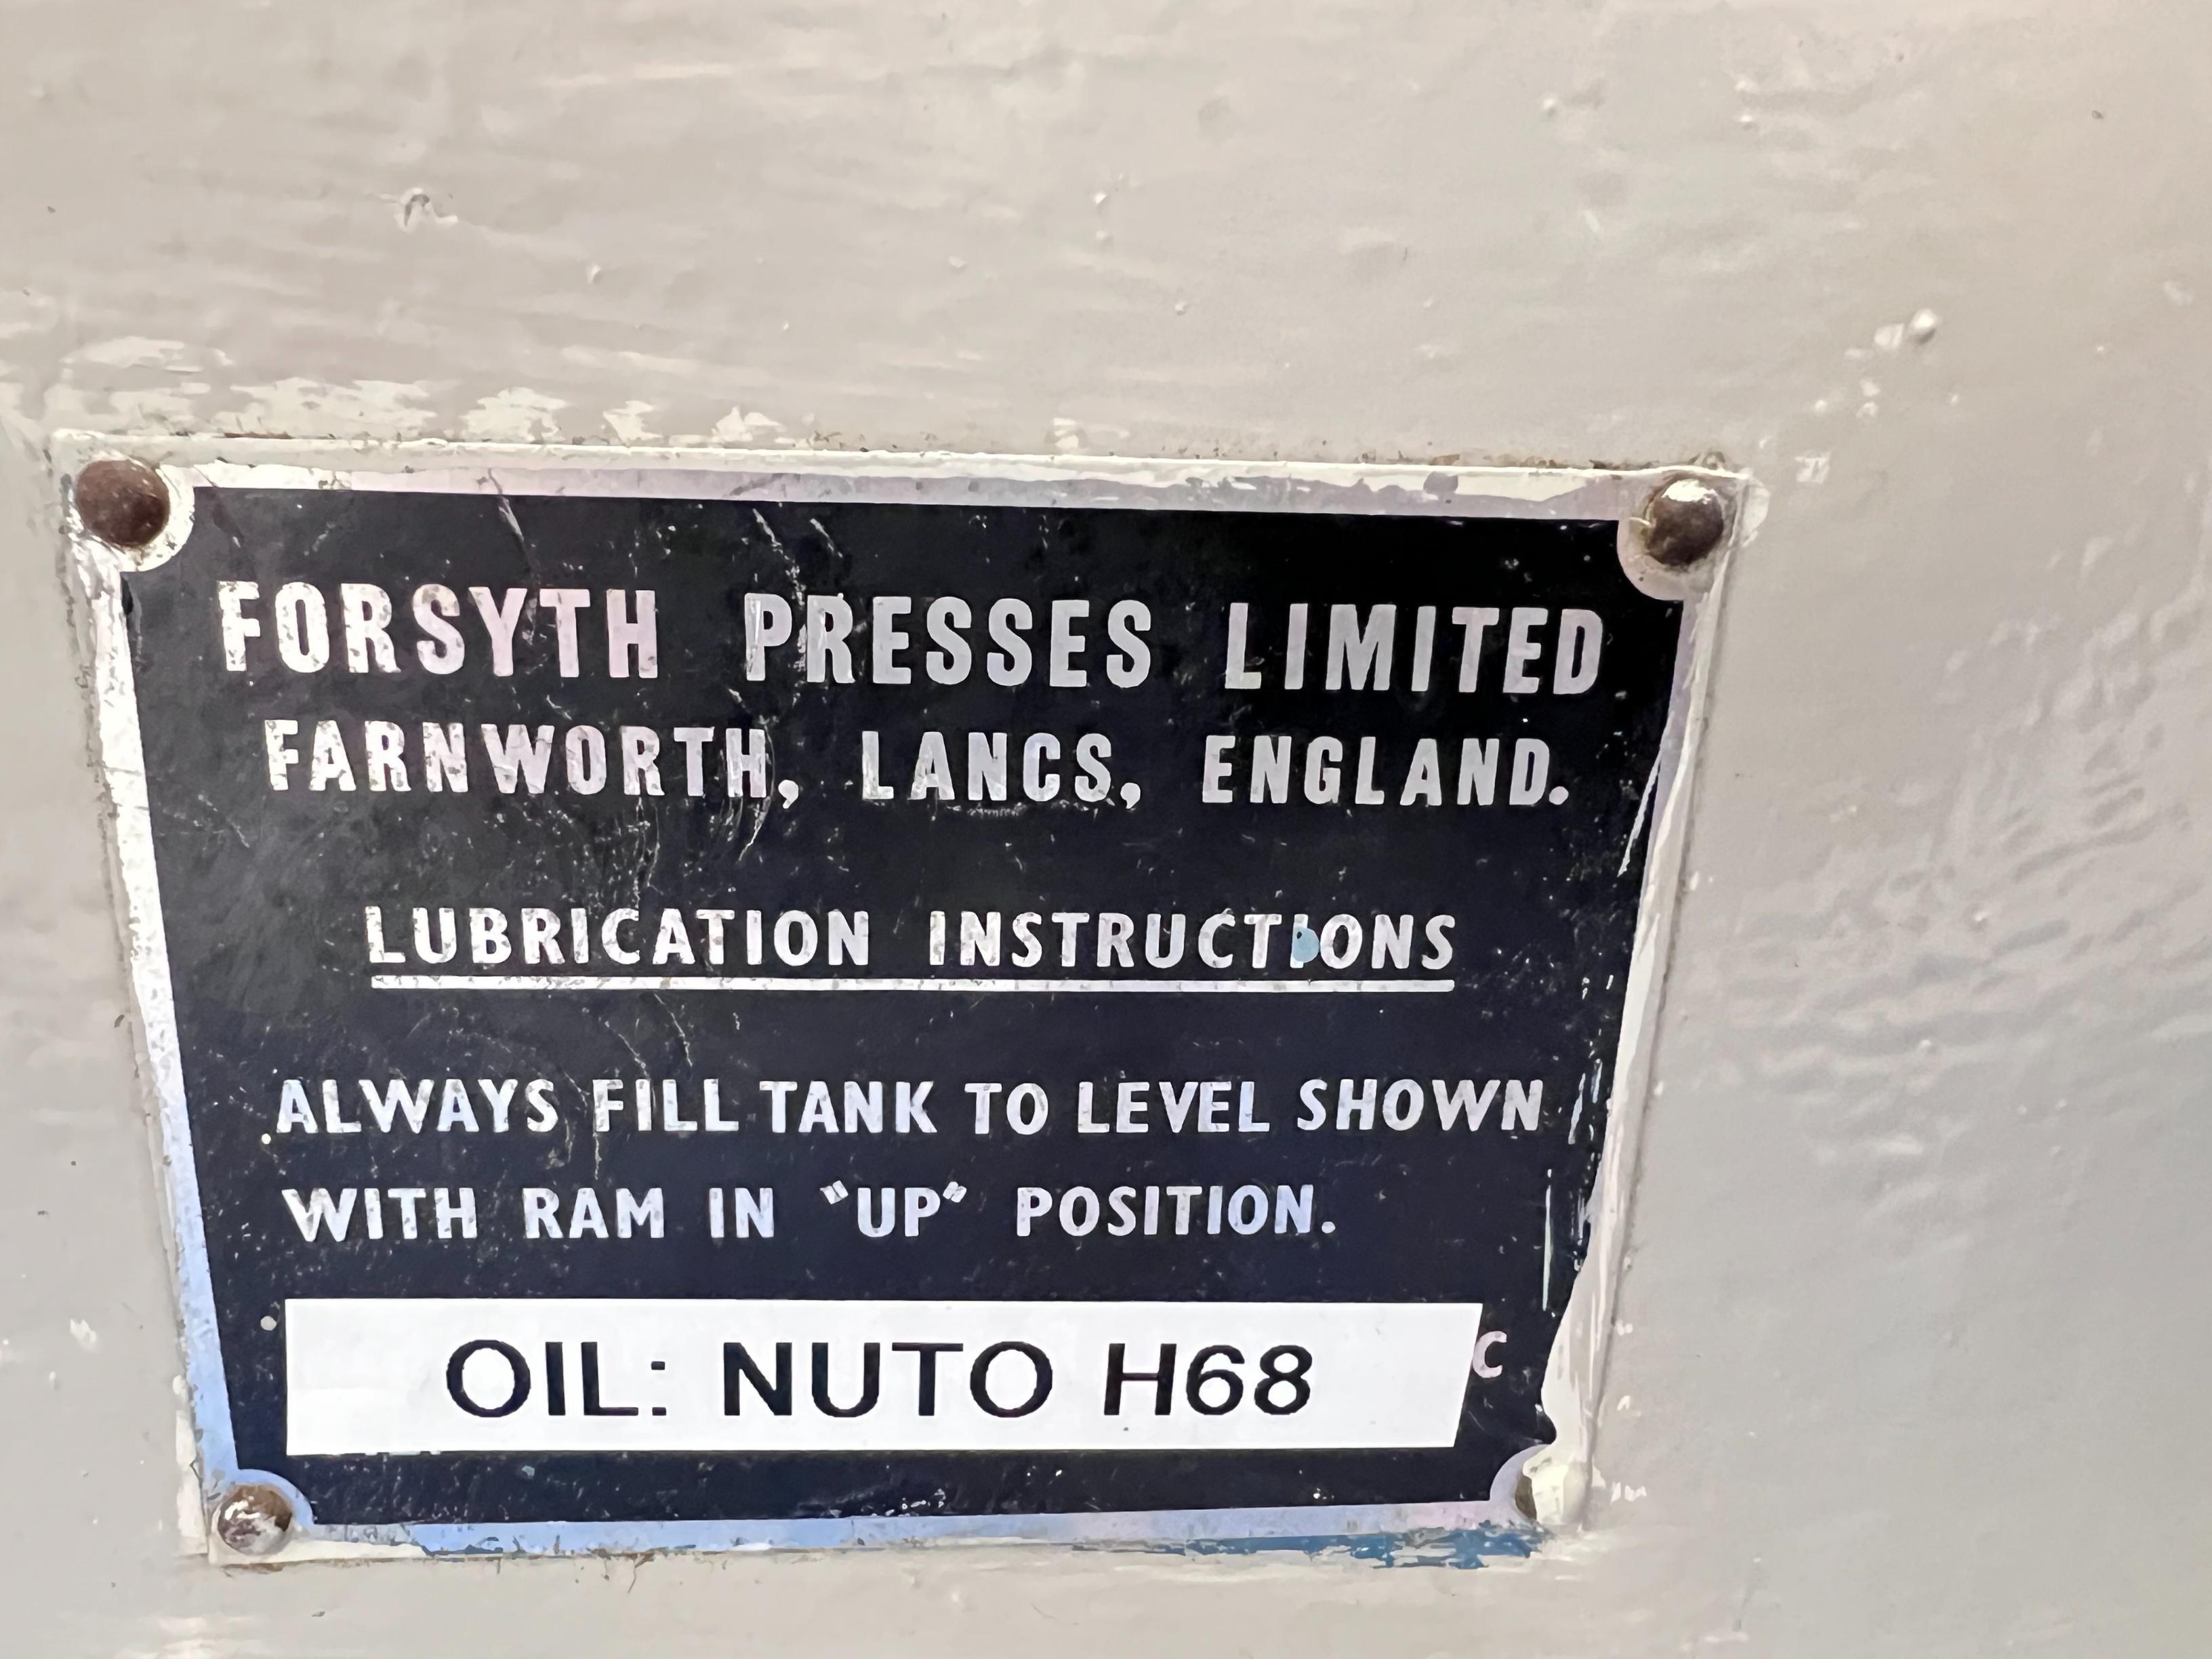 FORSYTH PRESSES LIMITED
FARNWORTH, LANCS, ENGLAND.
LUBRICATION INSTRUCTIONS
ALWAYS FILL TANK TO LEVEL SHOWN
WITH RAM IN "UP" POSITION.
OIL: NUTO H68 C